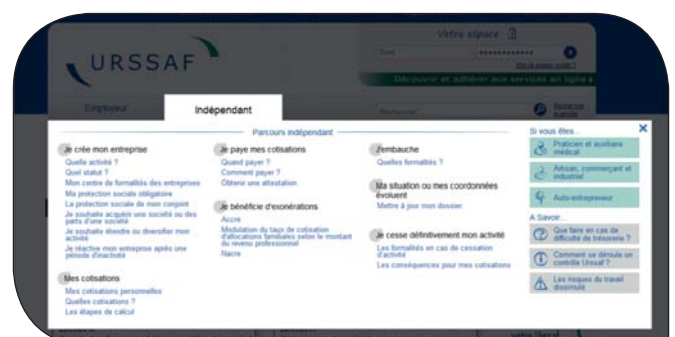 Votre espace
URSSAF
Découvrir et adhérer aux services en ligne
Employeur
Indépendant
Rechercher
Parcours indépendant
Je crée mon entreprise
Quelle activité ?
Quel statut ?
Mon centre de formalités des entreprises
Ma protection sociale obligatoire
La protection sociale de mon conjoint
Je souhaite acquérir une société ou des
parts d'une société
Je souhaite étendre ou diversifier mon
activité
Je réactive mon entreprise après une
période d'inactivité
Mes cotisations
Mes cotisations personnelles
Quelles cotisations ?
Les étapes de calcul
Je paye mes cotisations
Quand payer ?
Comment payer ?
Obtenir une attestation
Je bénéficie d'exonérations
Accre
Modulation du taux de cotisation
d'allocations familiales selon le montant
du revenu professionnel
Nacre
J'embauche
Quelles formalités ?
Ma situation ou mes coordonnées
évoluent
Mettre à jour mon dossier
Je cesse définitivement mon activité
Les formalités en cas de cessation
d'activité
Les conséquences pour mes cotisations
Si vous êtes...
Praticien et auxiliaire
médical
Artisan, commerçant et
industriel
Auto-entrepreneur
A Savoir...
Que faire en cas de
difficulté de trésorerie ?
Comment se déroule un
contrôle Urssaf ?
Les risques du travail
dissimulé